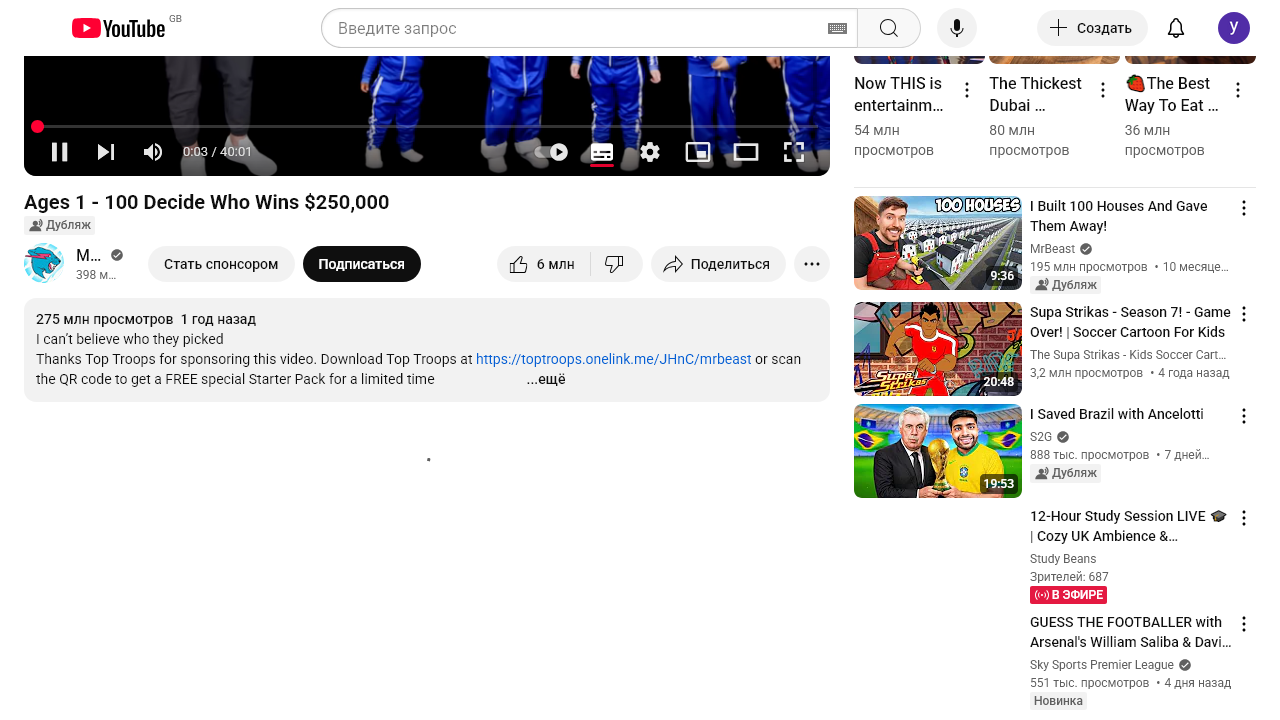 YouTube GB
Введите запрос
Создать
y
0:03 / 40:01
Ages 1 - 100 Decide Who Wins $250,000
Дубляж
M...
398 м...
Стать спонсором
Подписаться
6 млн
Поделиться
275 млн просмотров 1 год назад
I can't believe who they picked
Thanks Top Troops for sponsoring this video. Download Top Troops at https://toptroops.onelink.me/JHnC/mrbeast or scan
the QR code to get a FREE special Starter Pack for a limited time ...ещё
Now THIS is
entertainm...
54 млн
просмотров
The Thickest
Dubai ...
80 млн
просмотров
🍓The Best
Way To Eat ...
36 млн
просмотров
100 HOUSES
9:36
I Built 100 Houses And Gave
Them Away!
MrBeast
195 млн просмотров • 10 месяце...
Дубляж
SUPA STRIKAS
20:48
Supa Strikas - Season 7! - Game
Over! | Soccer Cartoon For Kids
The Supa Strikas - Kids Soccer Cart...
3,2 млн просмотров • 4 года назад
19:53
I Saved Brazil with Ancelotti
S2G
888 тыс. просмотров • 7 дней...
Дубляж
12-Hour Study Session LIVE 🎓
| Cozy UK Ambience &...
Study Beans
Зрителей: 687
В ЭФИРЕ
GUESS THE FOOTBALLER with
Arsenal's William Saliba & Davi...
Sky Sports Premier League
551 тыс. просмотров • 4 дня назад
Новинка